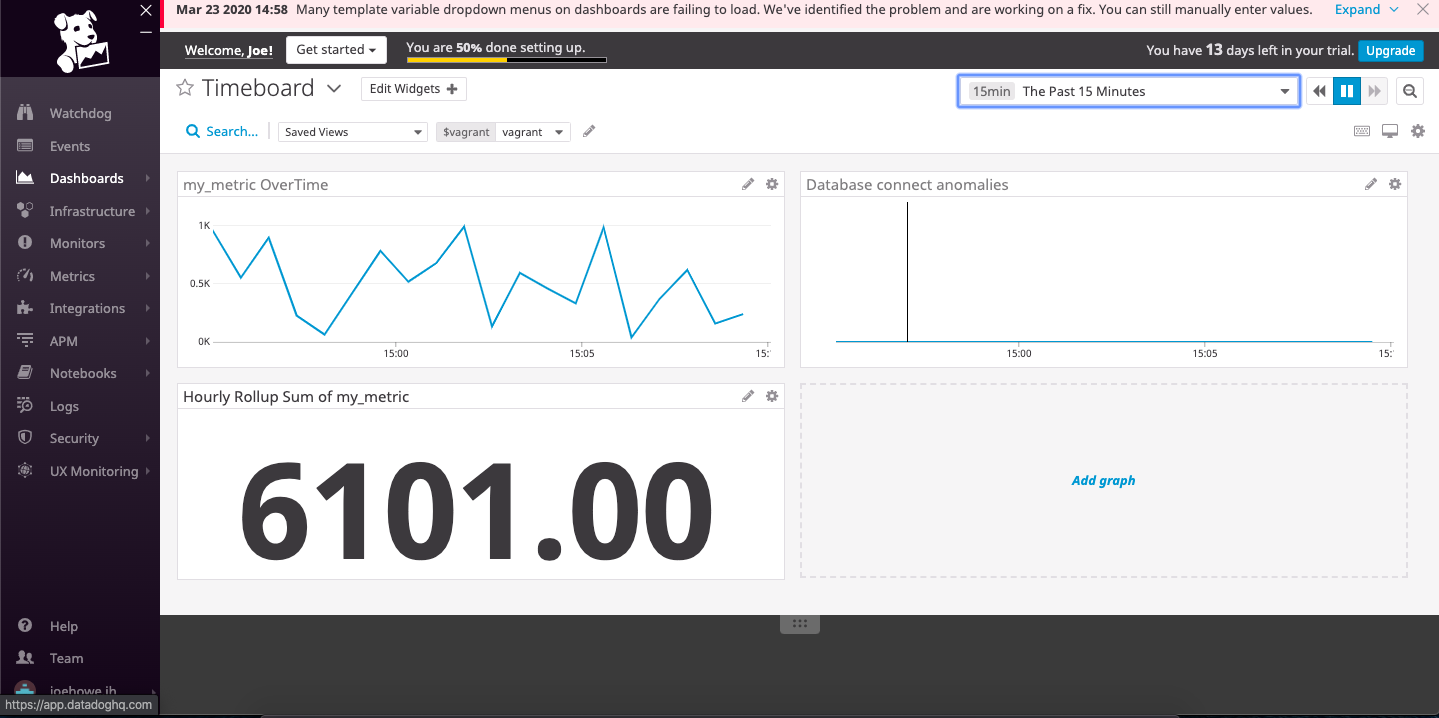 Mar 23 2020 14:58 Many template variable dropdown menus on dashboards are failing to load. We've identified the problem and are working on a fix. You can still manually enter values. Expand
Welcome, Joe! Get started You are 50% done setting up. You have 13 days left in your trial. Upgrade
Timeboard Edit Widgets 15min The Past 15 Minutes
Search... Saved Views $vagrant vagrant
Watchdog
Events
Dashboards
Infrastructure
Monitors
Metrics
Integrations
APM
Notebooks
Logs
Security
UX Monitoring
Help
Team
joehowe.jh
https://app.datadoghq.com
my_metric OverTime
1K
0.5K
0K
15:00 15:05 15:
Database connect anomalies
15:00 15:05 15:
Hourly Rollup Sum of my_metric
6101.00
Add graph